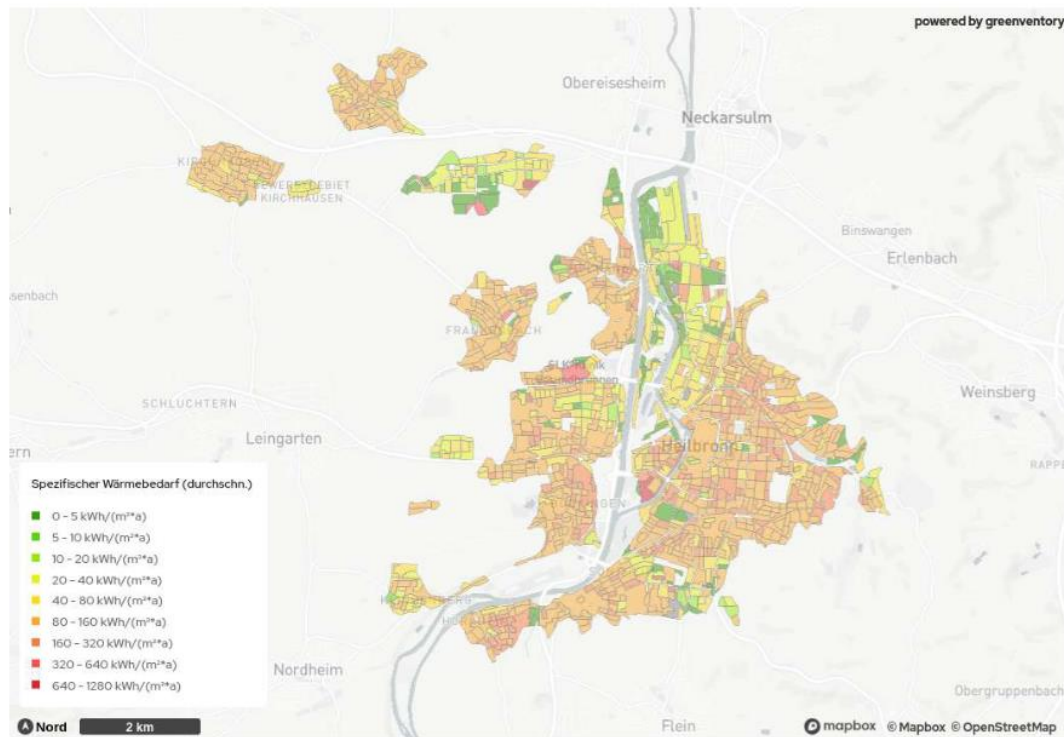 powered by greenventory
Obereisesheim
Neckarsulm
GEWERBEGEBIET
KIRCHHAUSEN
Binswangen
Erlenbach
SCHLUCHTERN
Leingarten
Weinsberg
Heilbronn
Spezifischer Wärmebedarf (durchschn.)
0 – 5 kWh/(m²*a)
5 – 10 kWh/(m²*a)
10 – 20 kWh/(m²*a)
20 – 40 kWh/(m²*a)
40 – 80 kWh/(m²*a)
80 – 160 kWh/(m²*a)
160 – 320 kWh/(m²*a)
320 – 640 kWh/(m²*a)
640 – 1280 kWh/(m²*a)
Nordheim
Obergruppenbach
Flein
Nord
2 km
mapbox © Mapbox © OpenStreetMap